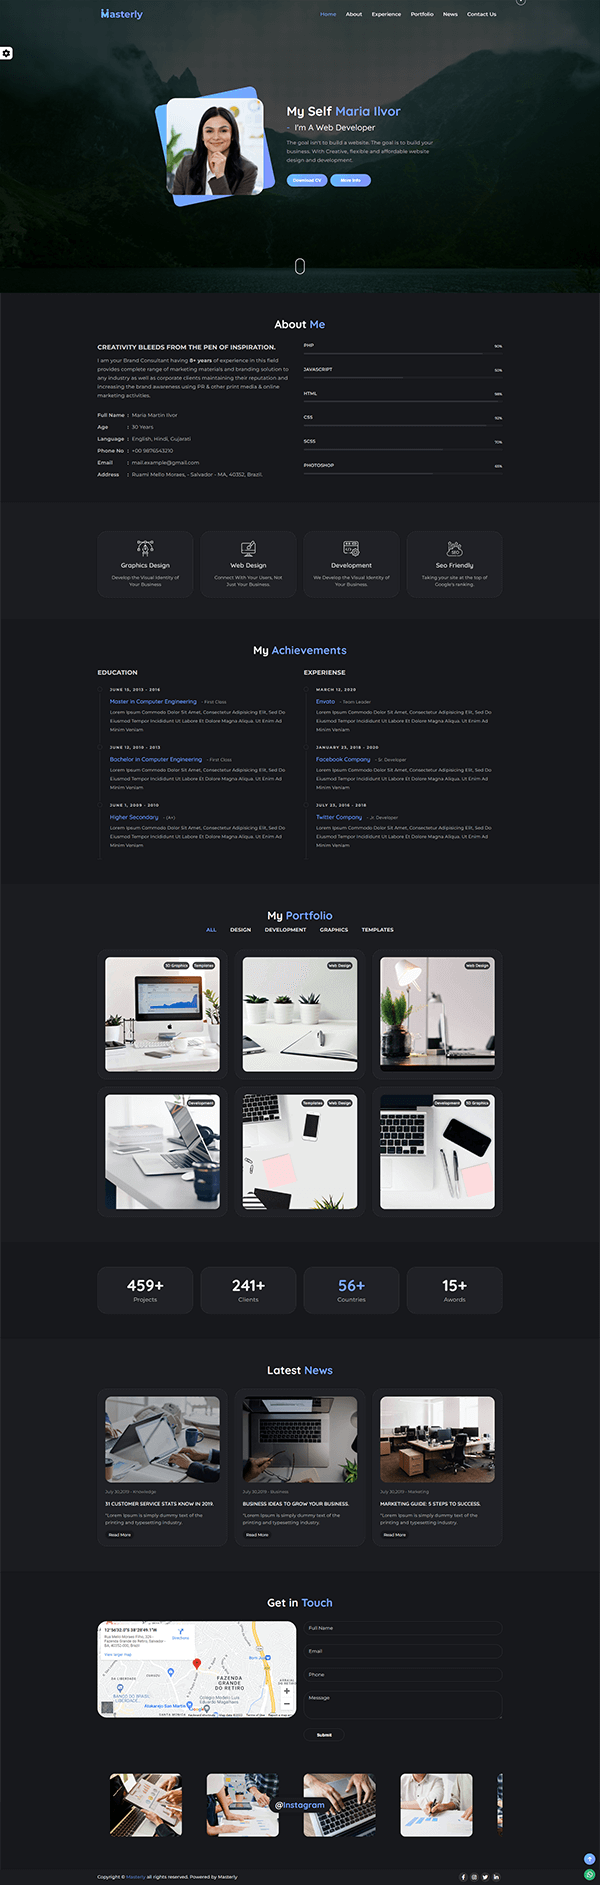 Masterly
Home About Experience Portfolio News Contact Us
My Self Maria Ilvor
- I'm A Web Developer
The goal isn't to build a website. The goal is to build your
business. With Creative, flexible and affordable website
design and development.
Download CV More Info
About Me
CREATIVITY BLEEDS FROM THE PEN OF INSPIRATION.
I am your Brand Consultant having 8+ years of experience in this field
provides complete range of marketing materials and branding solution to
any industry as well as corporate clients maintaining their reputation and
increasing the brand awareness using PR & other print media & online
marketing activities.
Full Name : Maria Martin Ilvor
Age : 30 Years
Language : English, Hindi, Gujarati
Phone No : +00 9876543210
Email : mail.example@gmail.com
Address : Ruami Mello Moraes, - Salvador - MA, 40352, Brazil.
PHP 90%
JAVASCRIPT 50%
HTML 98%
CSS 92%
SCSS 70%
PHOTOSHOP 65%
Graphics Design
Develop the Visual Identity of
Your Business
Web Design
Connect With Your Users, Not
Just Your Business.
Development
We Develop the Visual Identity of
Your Business.
Seo Friendly
Taking your site at the top of
Google's ranking.
My Achievements
EDUCATION
JUNE 15, 2013 - 2016
Master in Computer Engineering - First Class
Lorem Ipsum Commodo Dolor Sit Amet, Consectetur Adipisicing Elit, Sed Do
Eiusmod Tempor Incididunt Ut Labore Et Dolore Magna Aliqua. Ut Enim Ad
Minim Veniam
JUNE 12, 2010 - 2013
Bachelor in Computer Engineering - First Class
Lorem Ipsum Commodo Dolor Sit Amet, Consectetur Adipisicing Elit, Sed Do
Eiusmod Tempor Incididunt Ut Labore Et Dolore Magna Aliqua. Ut Enim Ad
Minim Veniam
JUNE 1, 2009 - 2010
Higher Secondary - (A+)
Lorem Ipsum Commodo Dolor Sit Amet, Consectetur Adipisicing Elit, Sed Do
Eiusmod Tempor Incididunt Ut Labore Et Dolore Magna Aliqua. Ut Enim Ad
Minim Veniam
EXPERIENSE
MARCH 12, 2020
Envato - Team Leader
Lorem Ipsum Commodo Dolor Sit Amet, Consectetur Adipisicing Elit, Sed Do
Eiusmod Tempor Incididunt Ut Labore Et Dolore Magna Aliqua. Ut Enim Ad
Minim Veniam
JANUARY 23, 2018 - 2020
Facebook Company - Sr. Developer
Lorem Ipsum Commodo Dolor Sit Amet, Consectetur Adipisicing Elit, Sed Do
Eiusmod Tempor Incididunt Ut Labore Et Dolore Magna Aliqua. Ut Enim Ad
Minim Veniam
JULY 23, 2016 - 2018
Twitter Company - Jr. Developer
Lorem Ipsum Commodo Dolor Sit Amet, Consectetur Adipisicing Elit, Sed Do
Eiusmod Tempor Incididunt Ut Labore Et Dolore Magna Aliqua. Ut Enim Ad
Minim Veniam
My Portfolio
ALL DESIGN DEVELOPMENT GRAPHICS TEMPLATES
3D Graphics Templates
Web Design
Web Design
Development
Templates Web Design
Development 3D Graphics
459+
Projects
241+
Clients
56+
Countries
15+
Awords
Latest News
July 30,2019 - Knowledge
31 CUSTOMER SERVICE STATS KNOW IN 2019.
"Lorem Ipsum is simply dummy text of the
printing and typesetting industry.
Read More
July 30,2019 - Business
BUSINESS IDEAS TO GROW YOUR BUSINESS.
"Lorem Ipsum is simply dummy text of the
printing and typesetting industry.
Read More
July 30,2019 - Marketing
MARKETING GUIDE: 5 STEPS TO SUCCESS.
"Lorem Ipsum is simply dummy text of the
printing and typesetting industry.
Read More
Get in Touch
Directions
View larger map
FAZENDA
GRANDE
DO RETIRO
Full Name
Email
Phone
Message
Submit
@Instagram
Copyright © Masterly all rights reserved. Powered by Masterly